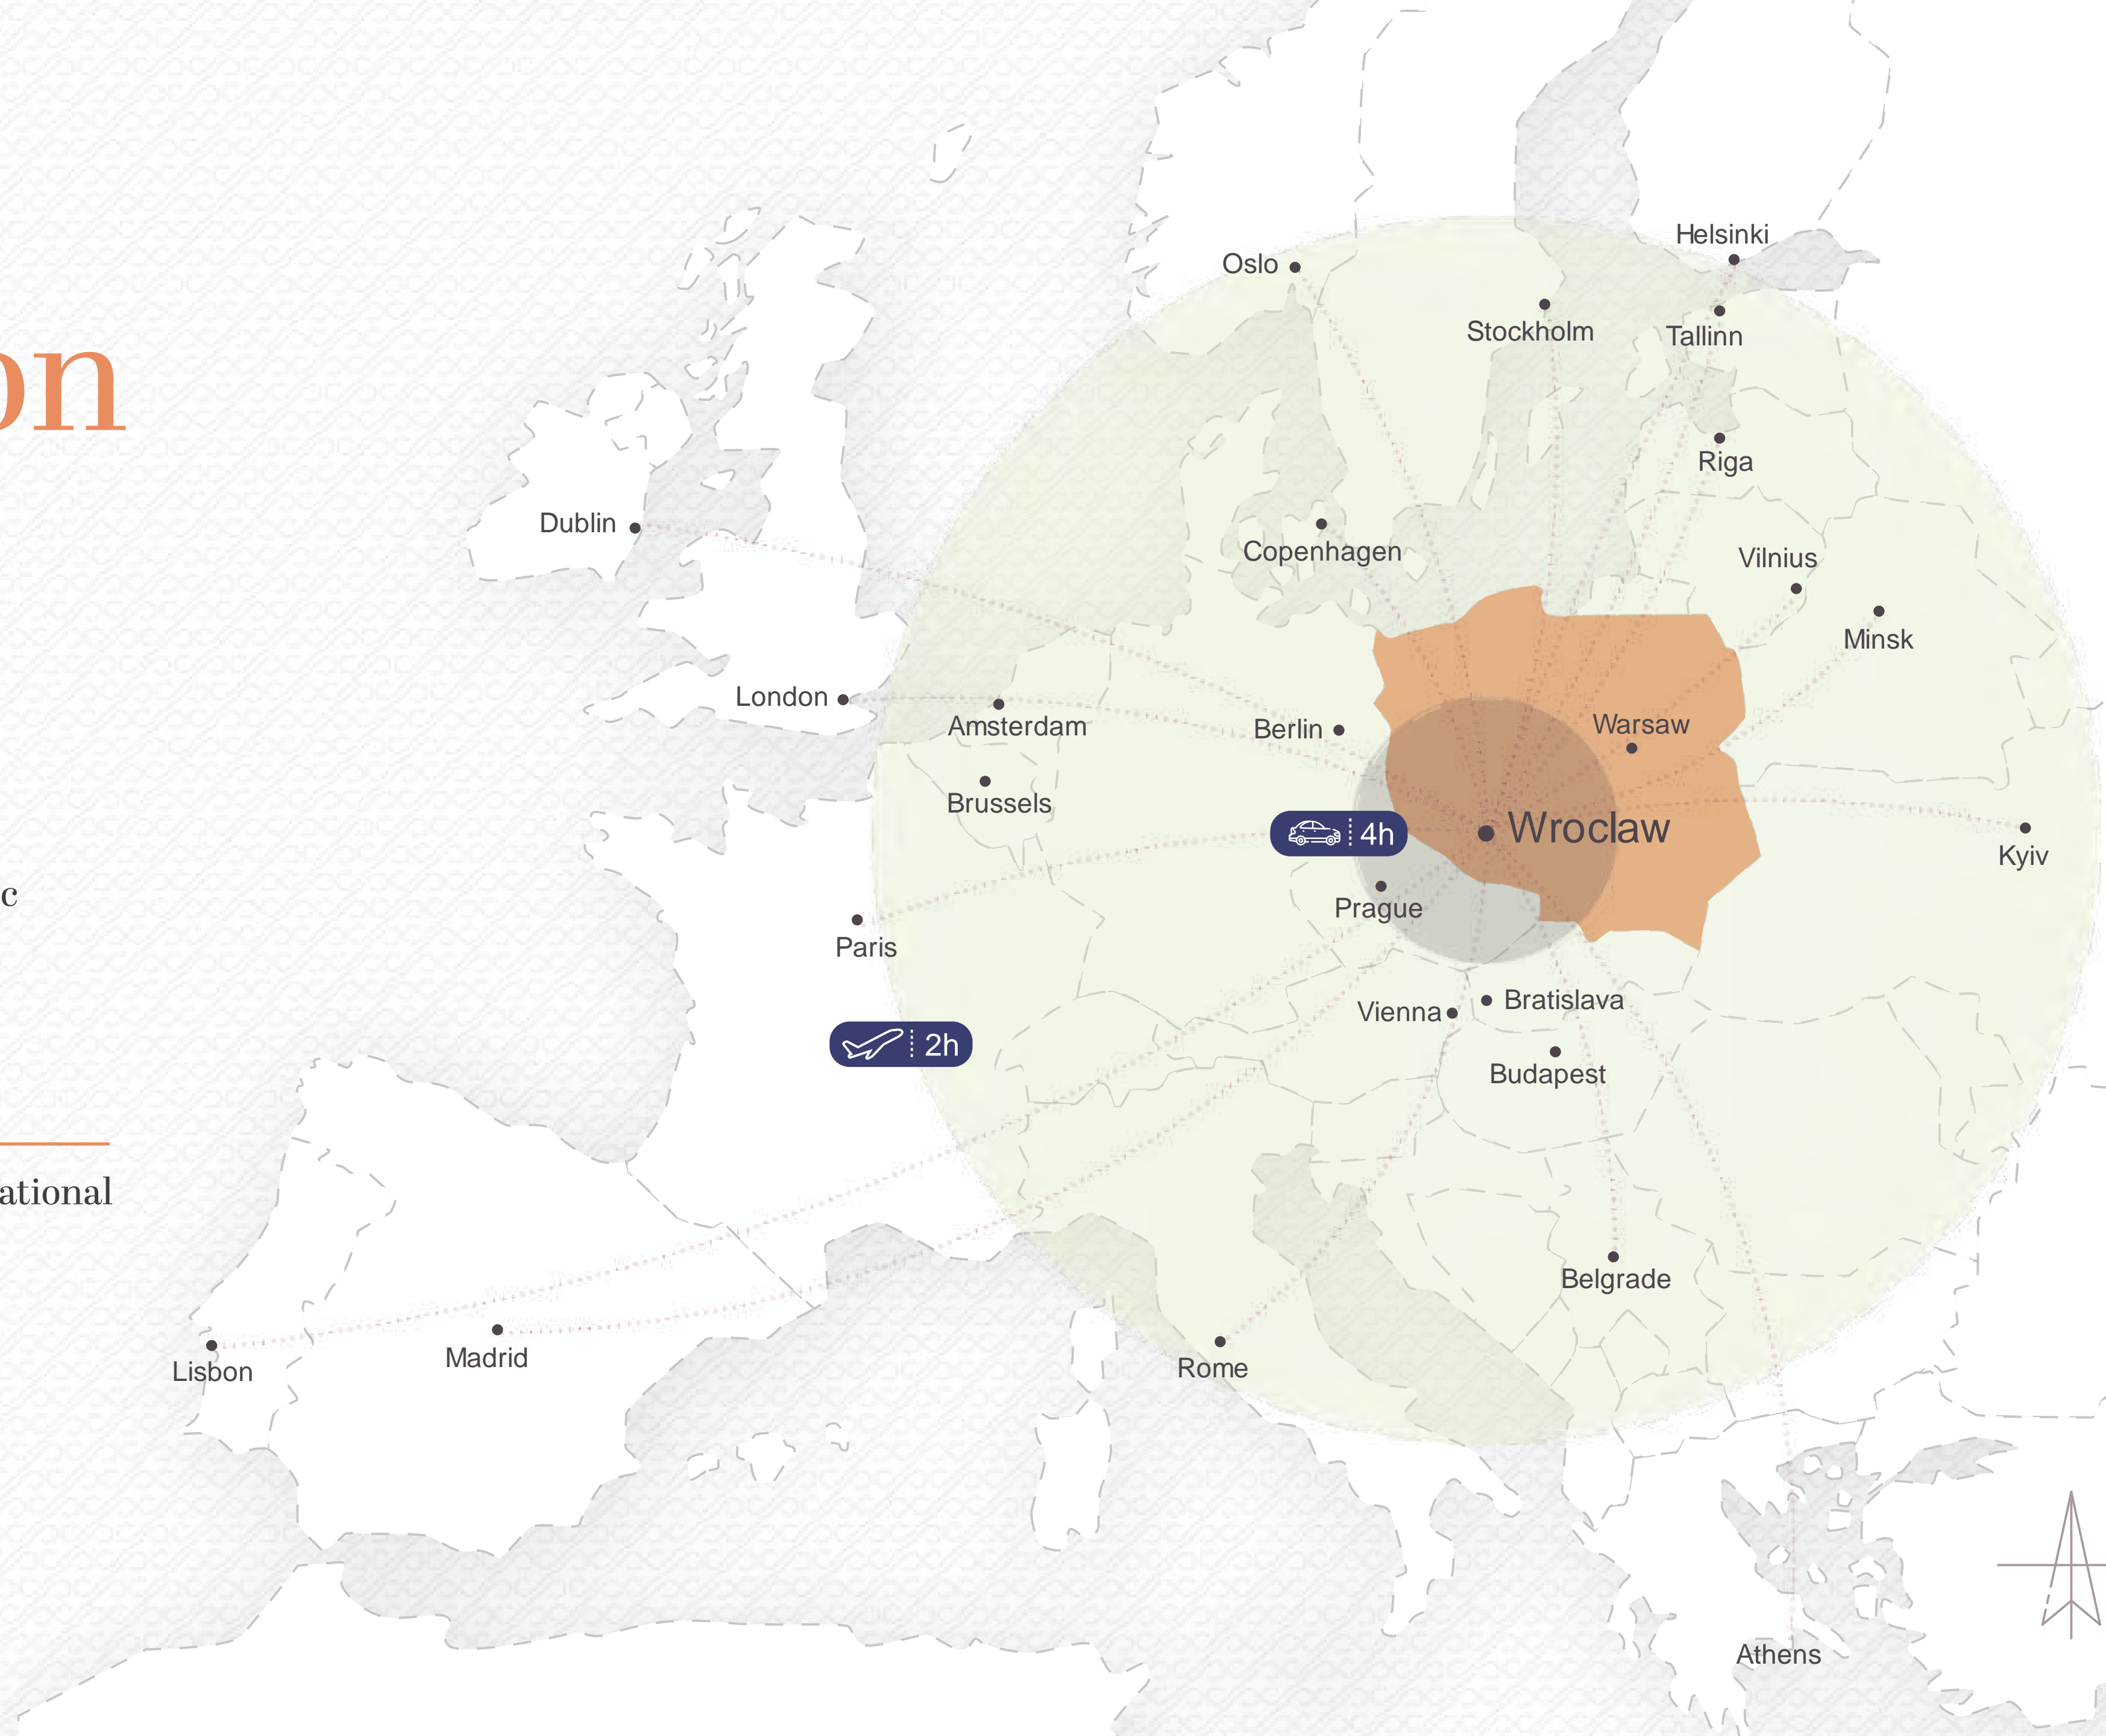 on
c
ational
Helsinki
Oslo
Stockholm
Tallinn
Riga
Dublin
Copenhagen
Vilnius
Minsk
London
Amsterdam
Berlin
Warsaw
Brussels
4h
Wroclaw
Kyiv
Prague
Paris
Vienna
Bratislava
2h
Budapest
Belgrade
Lisbon
Madrid
Rome
Athens